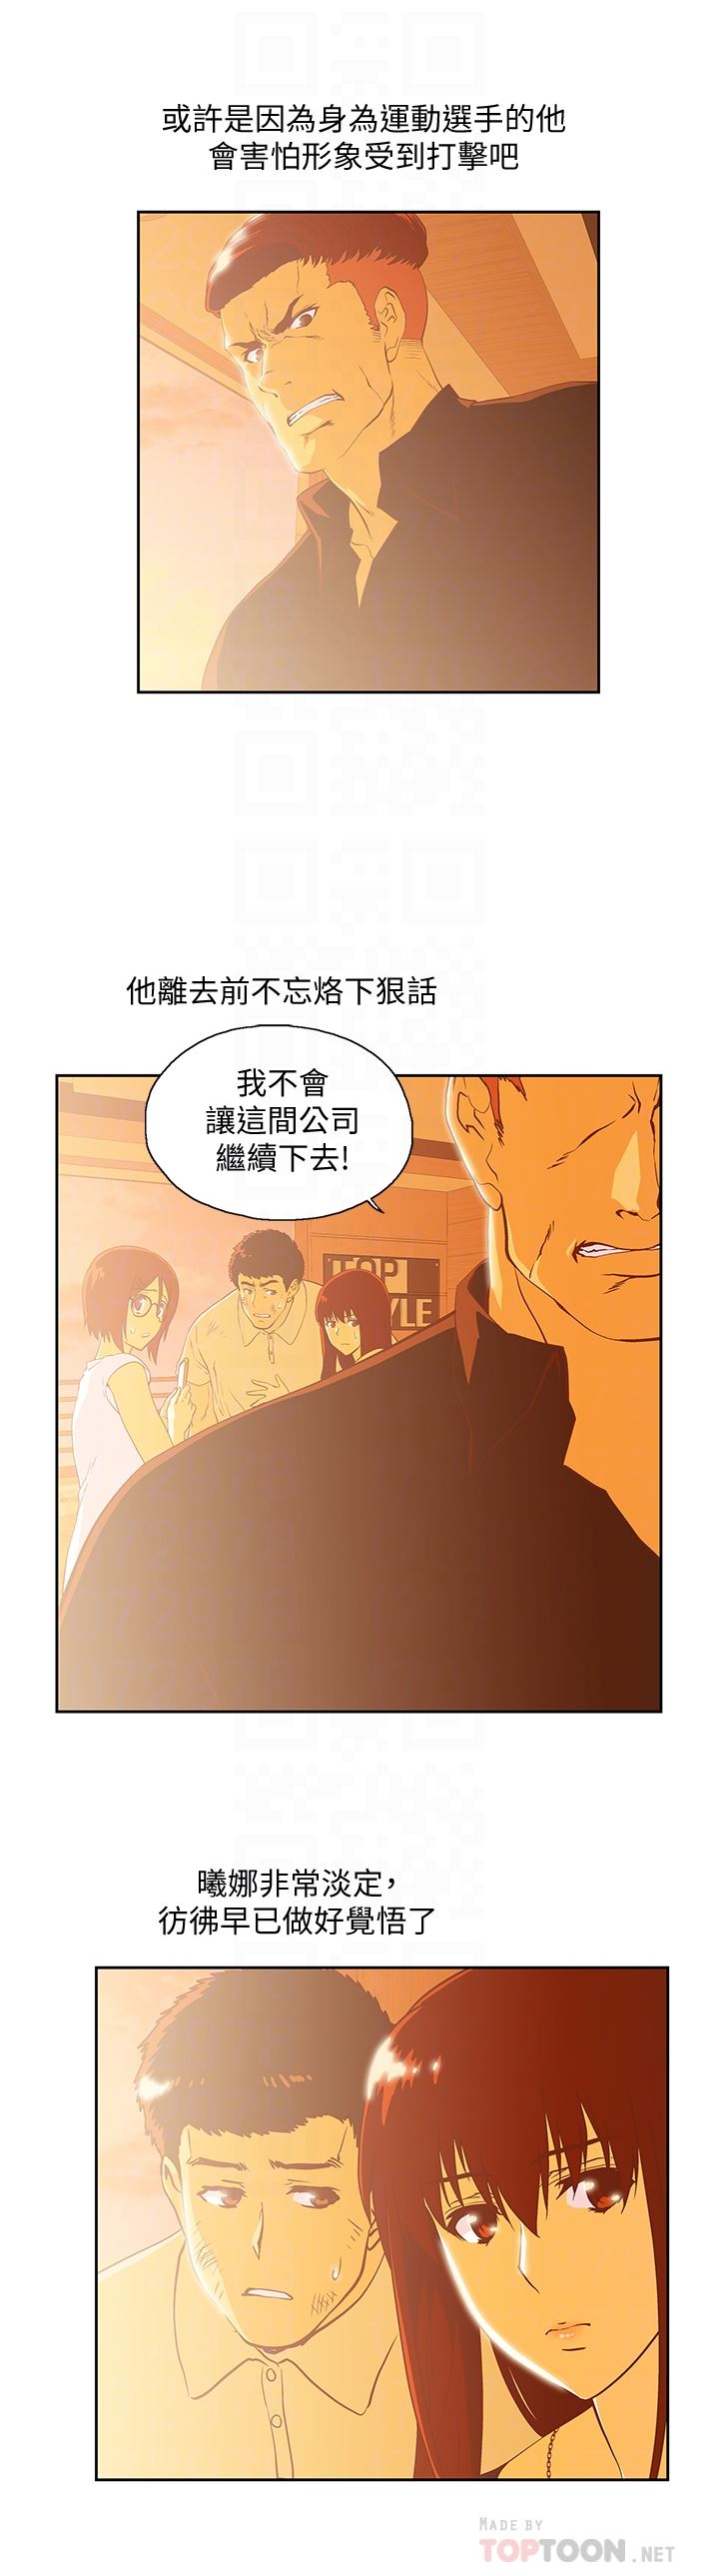 或許是因為身為運動選手的他
會害怕形象受到打擊吧
他離去前不忘烙下狠話
我不會
讓這間公司
繼續下去!
TOP
YLE
曦娜非常淡定,
彷彿早已做好覺悟了
MADE BY
TOPTOON.NET